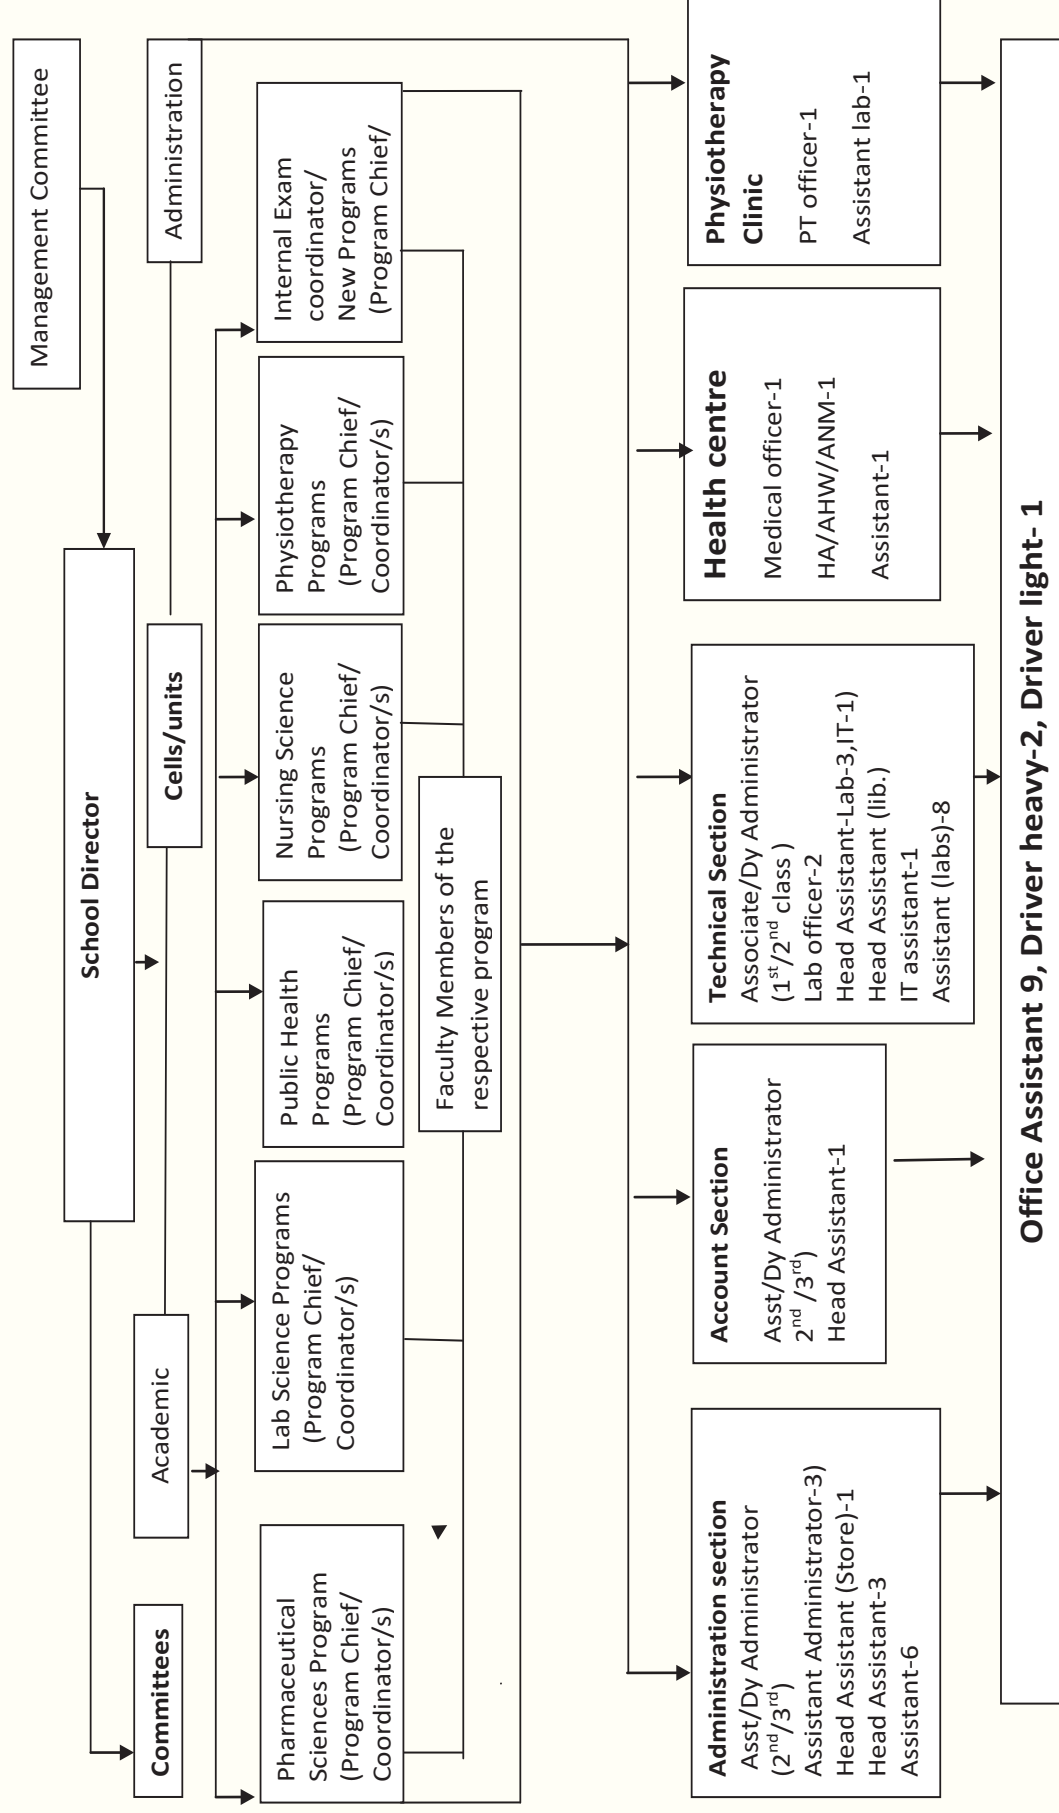 Management Committee
School Director
Committees
Academic
Cells/units
Administration
Pharmaceutical
Sciences Program
(Program Chief/
Coordinator/s)
Lab Science Programs
(Program Chief/
Coordinator/s)
Public Health
Programs
(Program Chief/
Coordinator/s)
Nursing Science
Programs
(Program Chief/
Coordinator/s)
Physiotherapy
Programs
(Program Chief/
Coordinator/s)
Internal Exam
coordinator/
New Programs
(Program Chief/
Faculty Members of the
respective program
Administration section
Asst/Dy Administrator
(2nd/3rd)
Assistant Administrator-3)
Head Assistant (Store)-1
Head Assistant-3
Assistant-6
Account Section
Asst/Dy Administrator
2nd /3rd)
Head Assistant-1
Technical Section
Associate/Dy Administrator
(1st/2nd class )
Lab officer-2
Head Assistant-Lab-3,IT-1)
Head Assistant (lib.)
IT assistant-1
Assistant (labs)-8
Health centre
Medical officer-1
HA/AHW/ANM-1
Assistant-1
Physiotherapy
Clinic
PT officer-1
Assistant lab-1
Office Assistant 9, Driver heavy-2, Driver light- 1